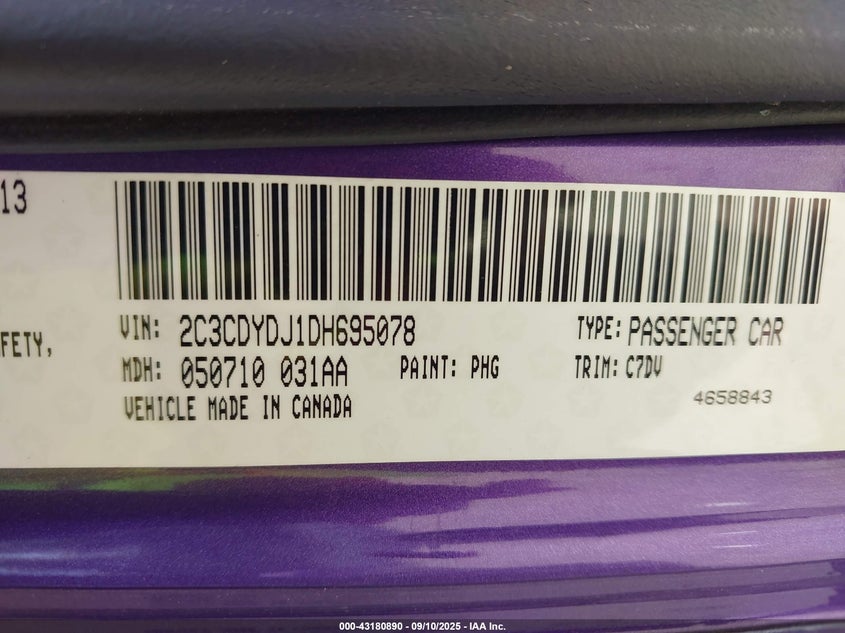 13
FETY,
VIN: 2C3CDYDJ1DH695078 TYPE: PASSENGER CAR
MDH: 050710 031AA PAINT: PHG TRIM: C7DV
VEHICLE MADE IN CANADA
4658843
000-43180890 - 09/10/2025 - IAA Inc.